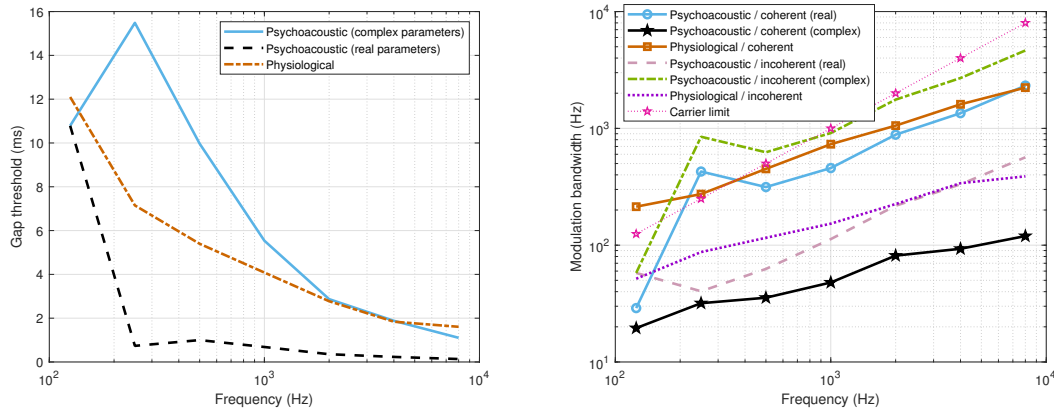 16
14
12
10
8
6
4
2
0
Gap threshold (ms)
10^2
10^3
10^4
Frequency (Hz)
Psychoacoustic (complex parameters)
Psychoacoustic (real parameters)
Physiological
10^4
10^3
10^2
10^1
Modulation bandwidth (Hz)
10^2
10^3
10^4
Frequency (Hz)
Psychoacoustic / coherent (real)
Psychoacoustic / coherent (complex)
Physiological / coherent
Psychoacoustic / incoherent (real)
Psychoacoustic / incoherent (complex)
Physiological / incoherent
Carrier limit